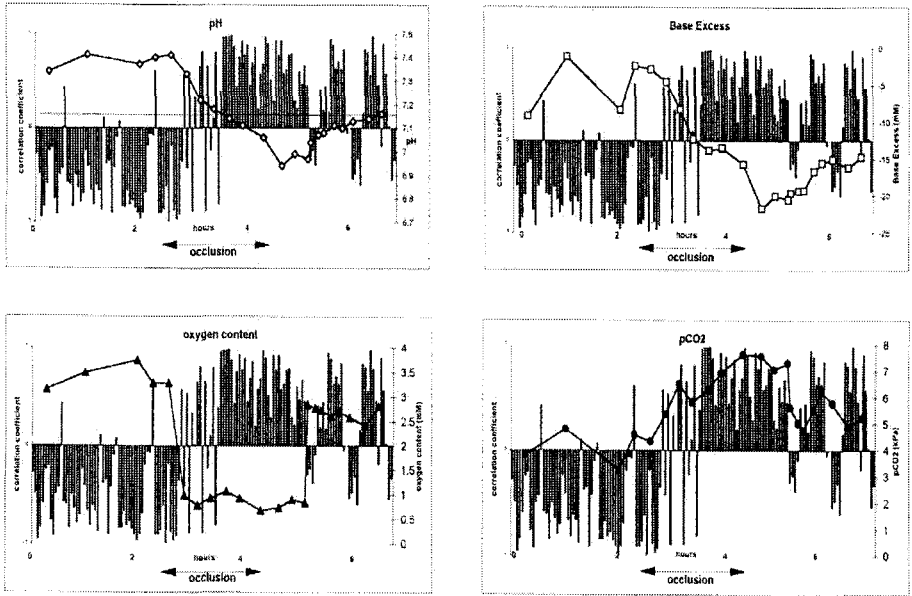 pH
correlation coefficient
1
7.5
7.4
7.3
7.2
7.1
7
6.9
6.8
6.7
pH
0
2
hours
4
6
occlusion
Base Excess
correlation coefficient
0
-5
-10
-15
-20
-25
Base Excess (mM)
0
2
hours
4
6
occlusion
oxygen content
correlation coefficient
4
3.5
3
2.5
2
1.5
1
0.5
0
oxygen content (mM)
0
2
hours
4
6
occlusion
pCO2
correlation coefficient
8
7
6
5
4
3
2
1
0
pCO2 (kPa)
0
2
hours
4
6
occlusion